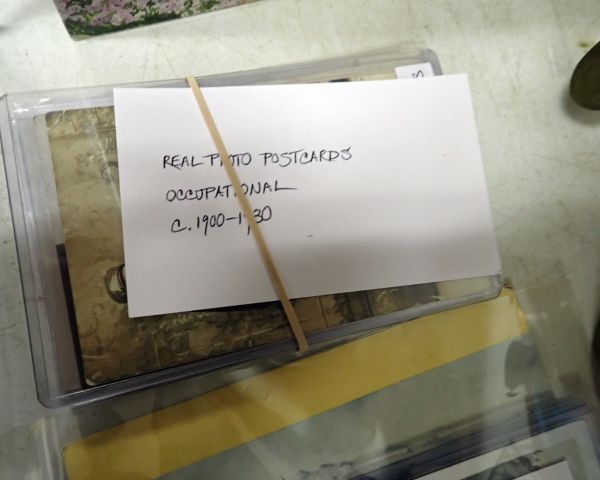 REAL PHOTO POSTCARDS
OCCUPATIONAL
C. 1900-1930